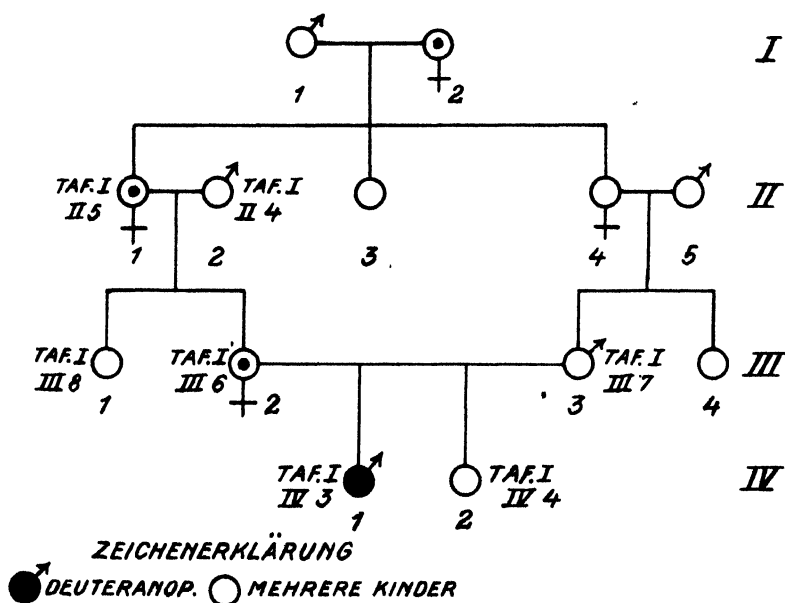 I
1 2
TAF.I II 5 TAF.I II 4 II
1 2 3 4 5
TAF.I III 8 TAF.I III 6 TAF.I III 7 III
1 2 3 4
TAF.I IV 3 TAF.I IV 4 IV
1 2
ZEICHENERKLÄRUNG
DEUTERANOP. MEHRERE KINDER